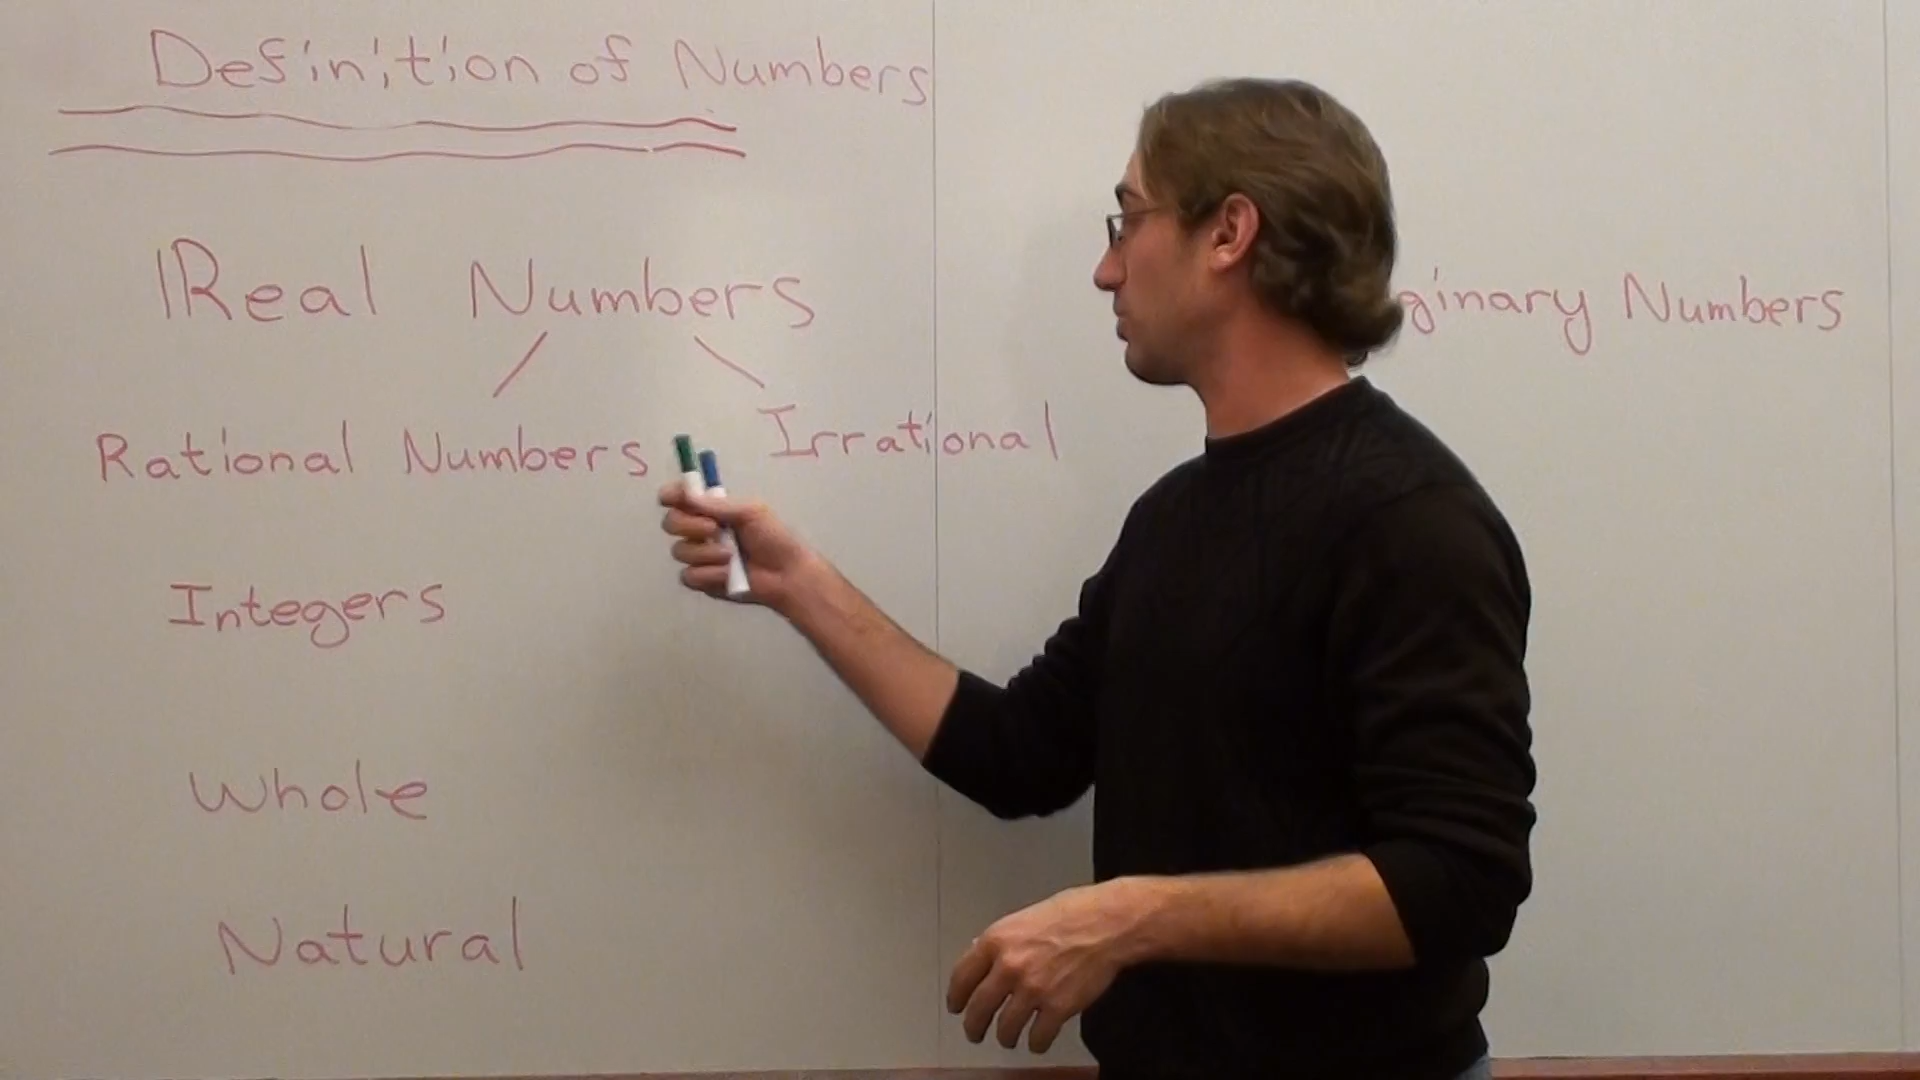 Definition of Numbers
Real Numbers
ginary Numbers
Rational Numbers
Irrational
Integers
Whole
Natural